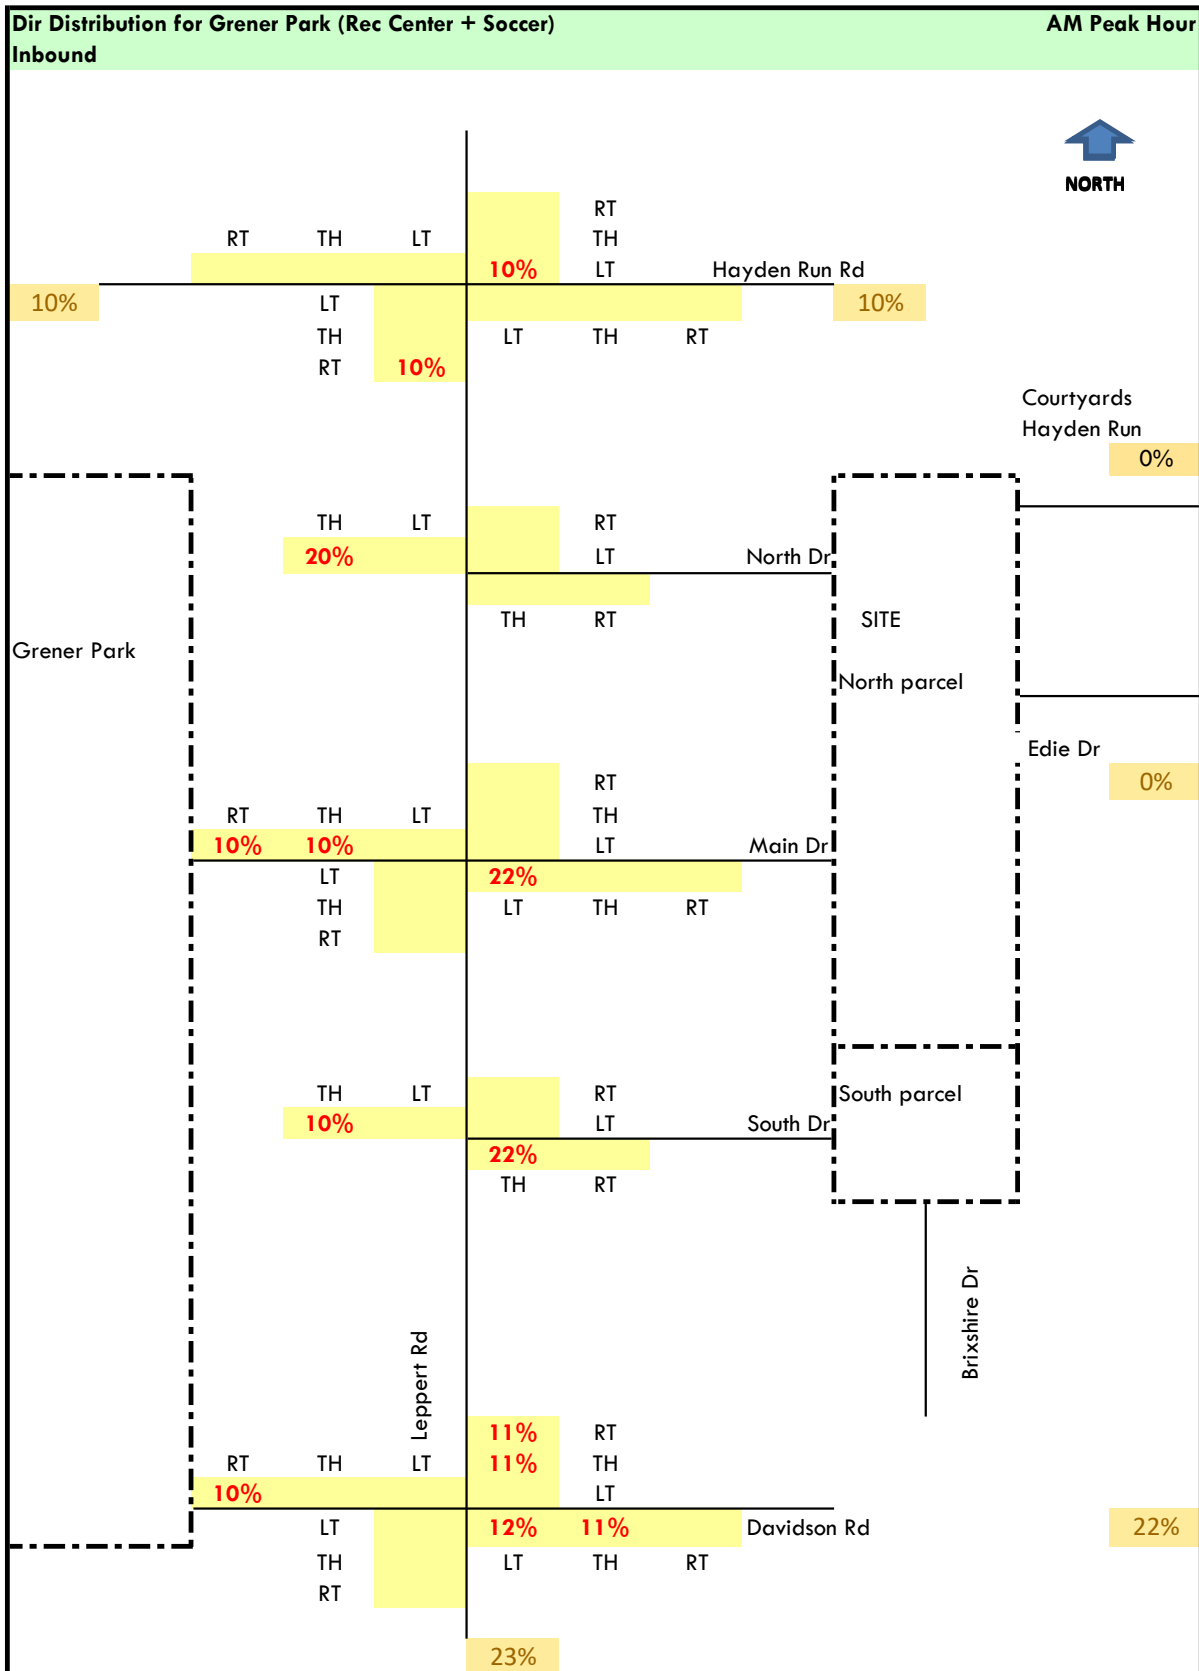 Dir Distribution for Grener Park (Rec Center + Soccer) AM Peak Hour
Inbound
NORTH
RT
RT TH LT TH
10% LT Hayden Run Rd
10% LT 10%
TH LT TH RT
RT 10%
Courtyards
Hayden Run
0%
TH LT RT
20% LT North Dr
TH RT SITE
Grener Park
North parcel
Edie Dr
RT 0%
RT TH LT TH
10% 10% LT Main Dr
LT 22%
TH LT TH RT
RT
TH LT RT South parcel
10% LT South Dr
22%
TH RT
Brixshire Dr
Leppert Rd
11% RT
RT TH LT 11% TH
10% LT
LT 12% 11% Davidson Rd 22%
TH LT TH RT
RT
23%